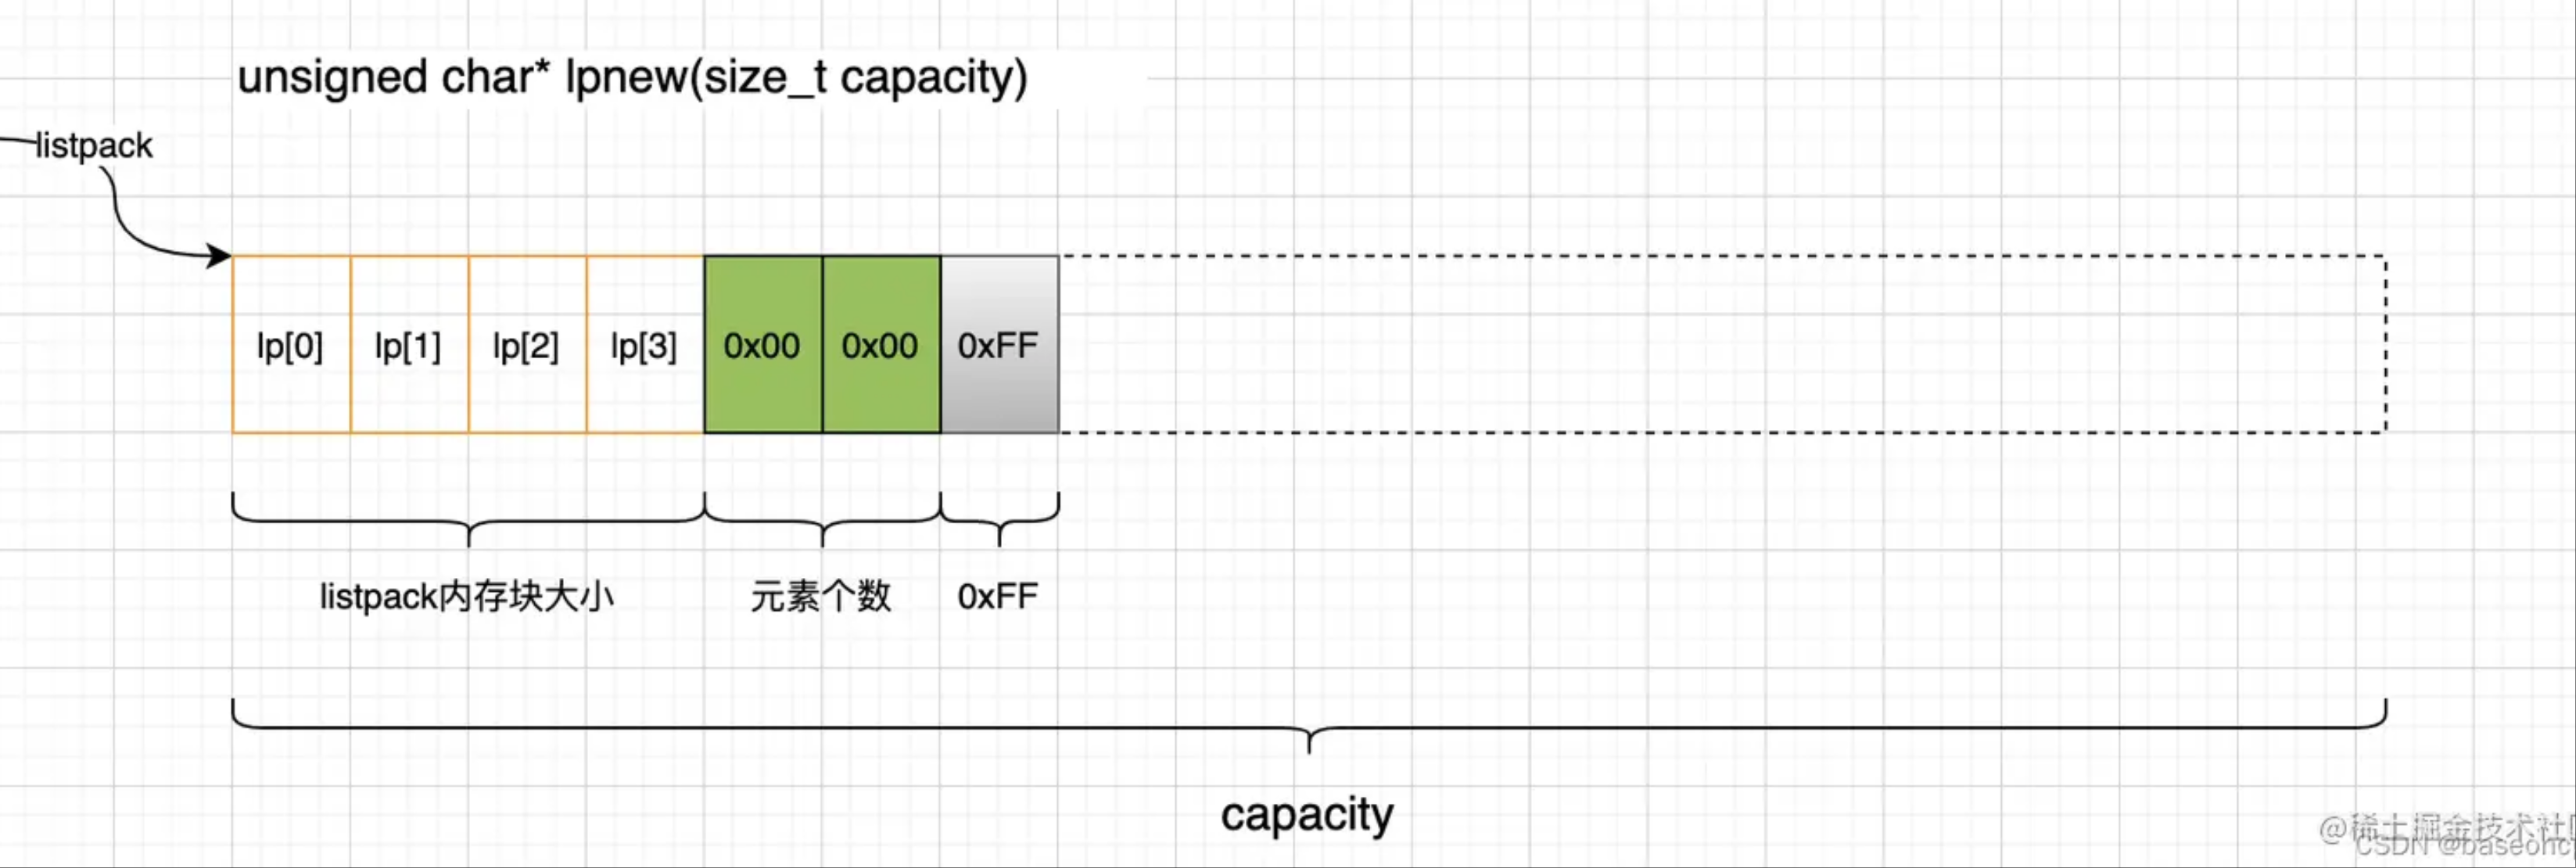 unsigned char* lpnew(size_t capacity)
listpack
lp[0] lp[1] lp[2] lp[3] 0x00 0x00 0xFF
listpack内存块大小 元素个数 0xFF
capacity
@稀土掘金技术社
CSDN @baseoncpp